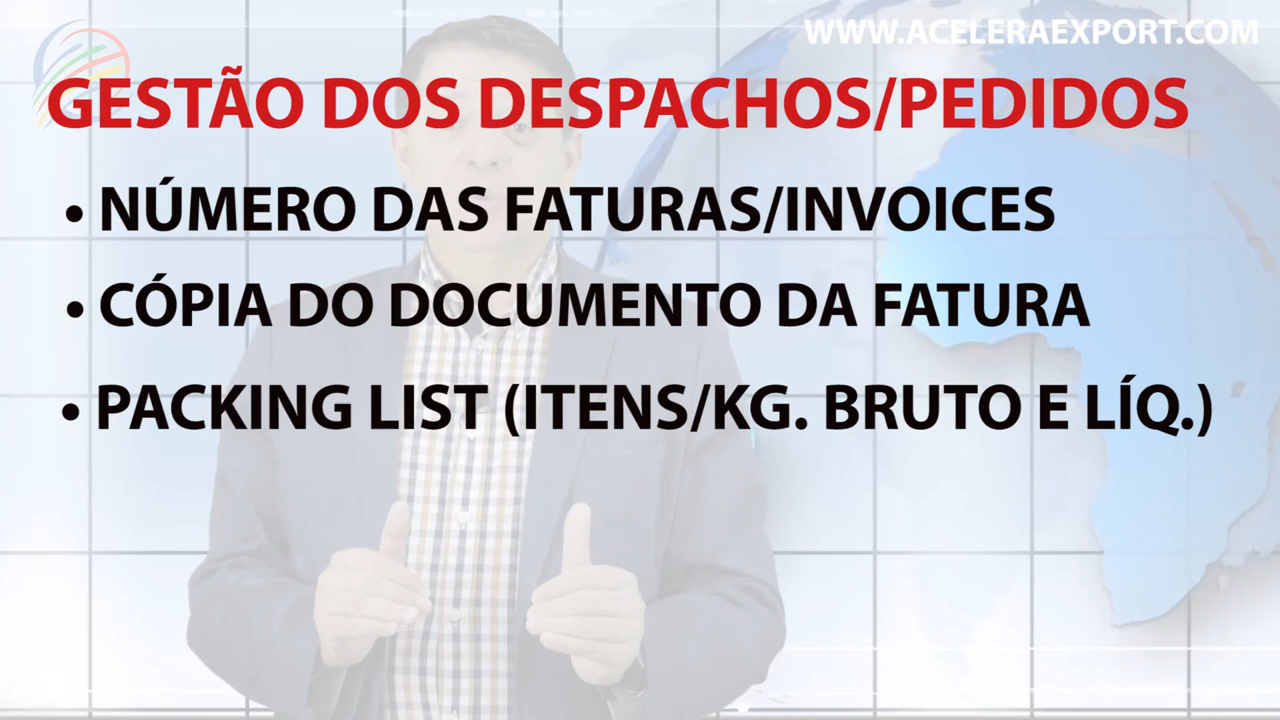 WWW.ACELERAEXPORT.COM
GESTÃO DOS DESPACHOS/PEDIDOS
• NÚMERO DAS FATURAS/INVOICES
• CÓPIA DO DOCUMENTO DA FATURA
• PACKING LIST (ITENS/KG. BRUTO E LÍQ.)